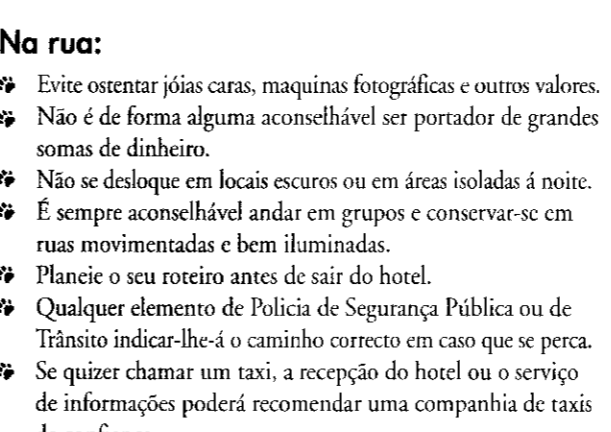 Na rua:
Evite ostentar jóias caras, maquinas fotográficas e outros valores.
Não é de forma alguma aconselhável ser portador de grandes
somas de dinheiro.
Não se desloque em locais escuros ou em áreas isoladas á noite.
É sempre aconselhável andar em grupos e conservar-se em
ruas movimentadas e bem iluminadas.
Planeie o seu roteiro antes de sair do hotel.
Qualquer elemento de Policia de Segurança Pública ou de
Trânsito indicar-lhe-á o caminho correcto em caso que se perca.
Se quizer chamar um taxi, a recepção do hotel ou o serviço
de informações poderá recomendar uma companhia de taxis